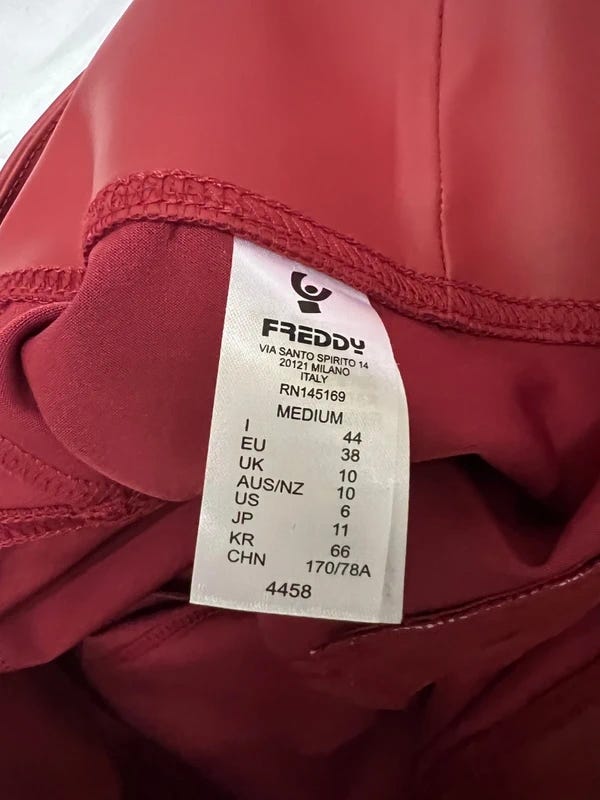 FREDDY
VIA SANTO SPIRITO 14
20121 MILANO
ITALY
RN145169
MEDIUM
I 44
EU 38
UK 10
AUS/NZ 10
US 6
JP 11
KR 66
CHN 170/78A
4458